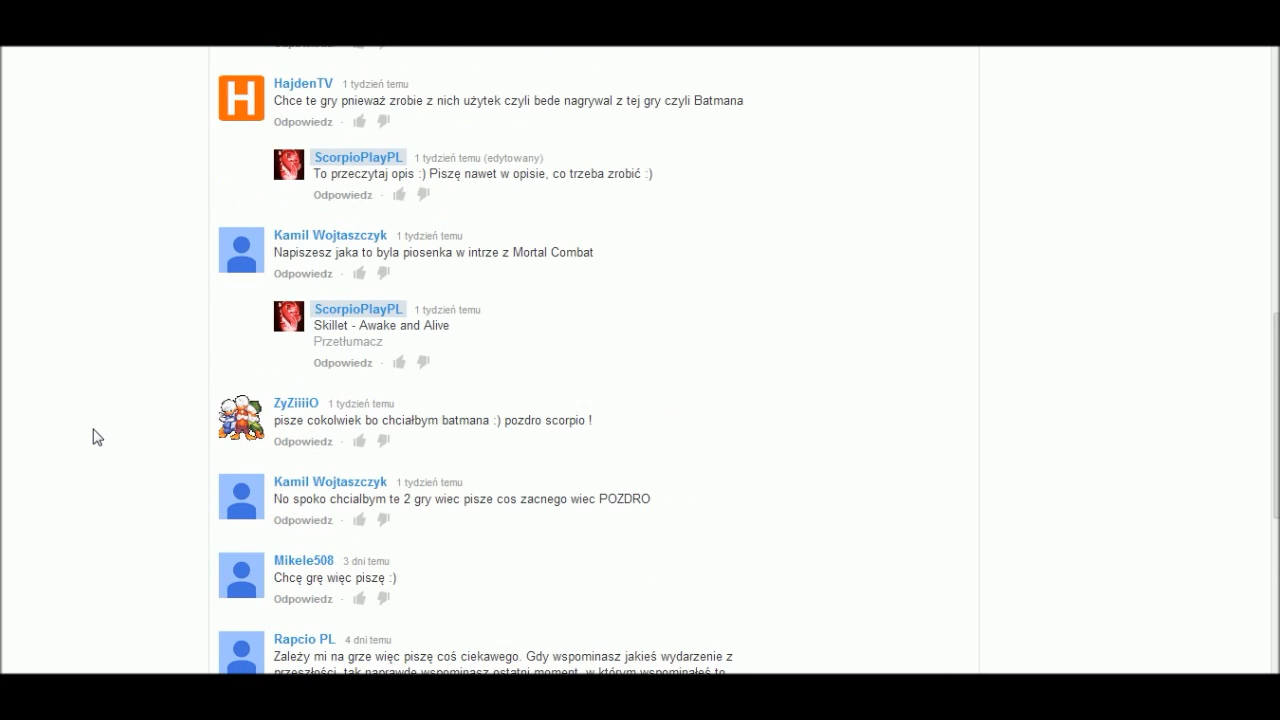 H
HajdenTV 1 tydzień temu
Chce te gry pnieważ zrobie z nich użytek czyli bede nagrywal z tej gry czyli Batmana
Odpowiedz ·
ScorpioPlayPL 1 tydzień temu (edytowany)
To przeczytaj opis :) Piszę nawet w opisie, co trzeba zrobić :)
Odpowiedz ·
Kamil Wojtaszczyk 1 tydzień temu
Napiszesz jaka to byla piosenka w intrze z Mortal Combat
Odpowiedz ·
ScorpioPlayPL 1 tydzień temu
Skillet - Awake and Alive
Przetłumacz
Odpowiedz ·
ZyZiiiiO 1 tydzień temu
pisze cokolwiek bo chciałbym batmana :) pozdro scorpio !
Odpowiedz ·
Kamil Wojtaszczyk 1 tydzień temu
No spoko chcialbym te 2 gry wiec pisze cos zacnego wiec POZDRO
Odpowiedz ·
Mikele508 3 dni temu
Chcę grę więc piszę :)
Odpowiedz ·
Rapcio PL 4 dni temu
Zależy mi na grze więc piszę coś ciekawego. Gdy wspominasz jakieś wydarzenie z
przeszłości, tak naprawdę wspominasz ostatni moment, w którym wspominałeś to